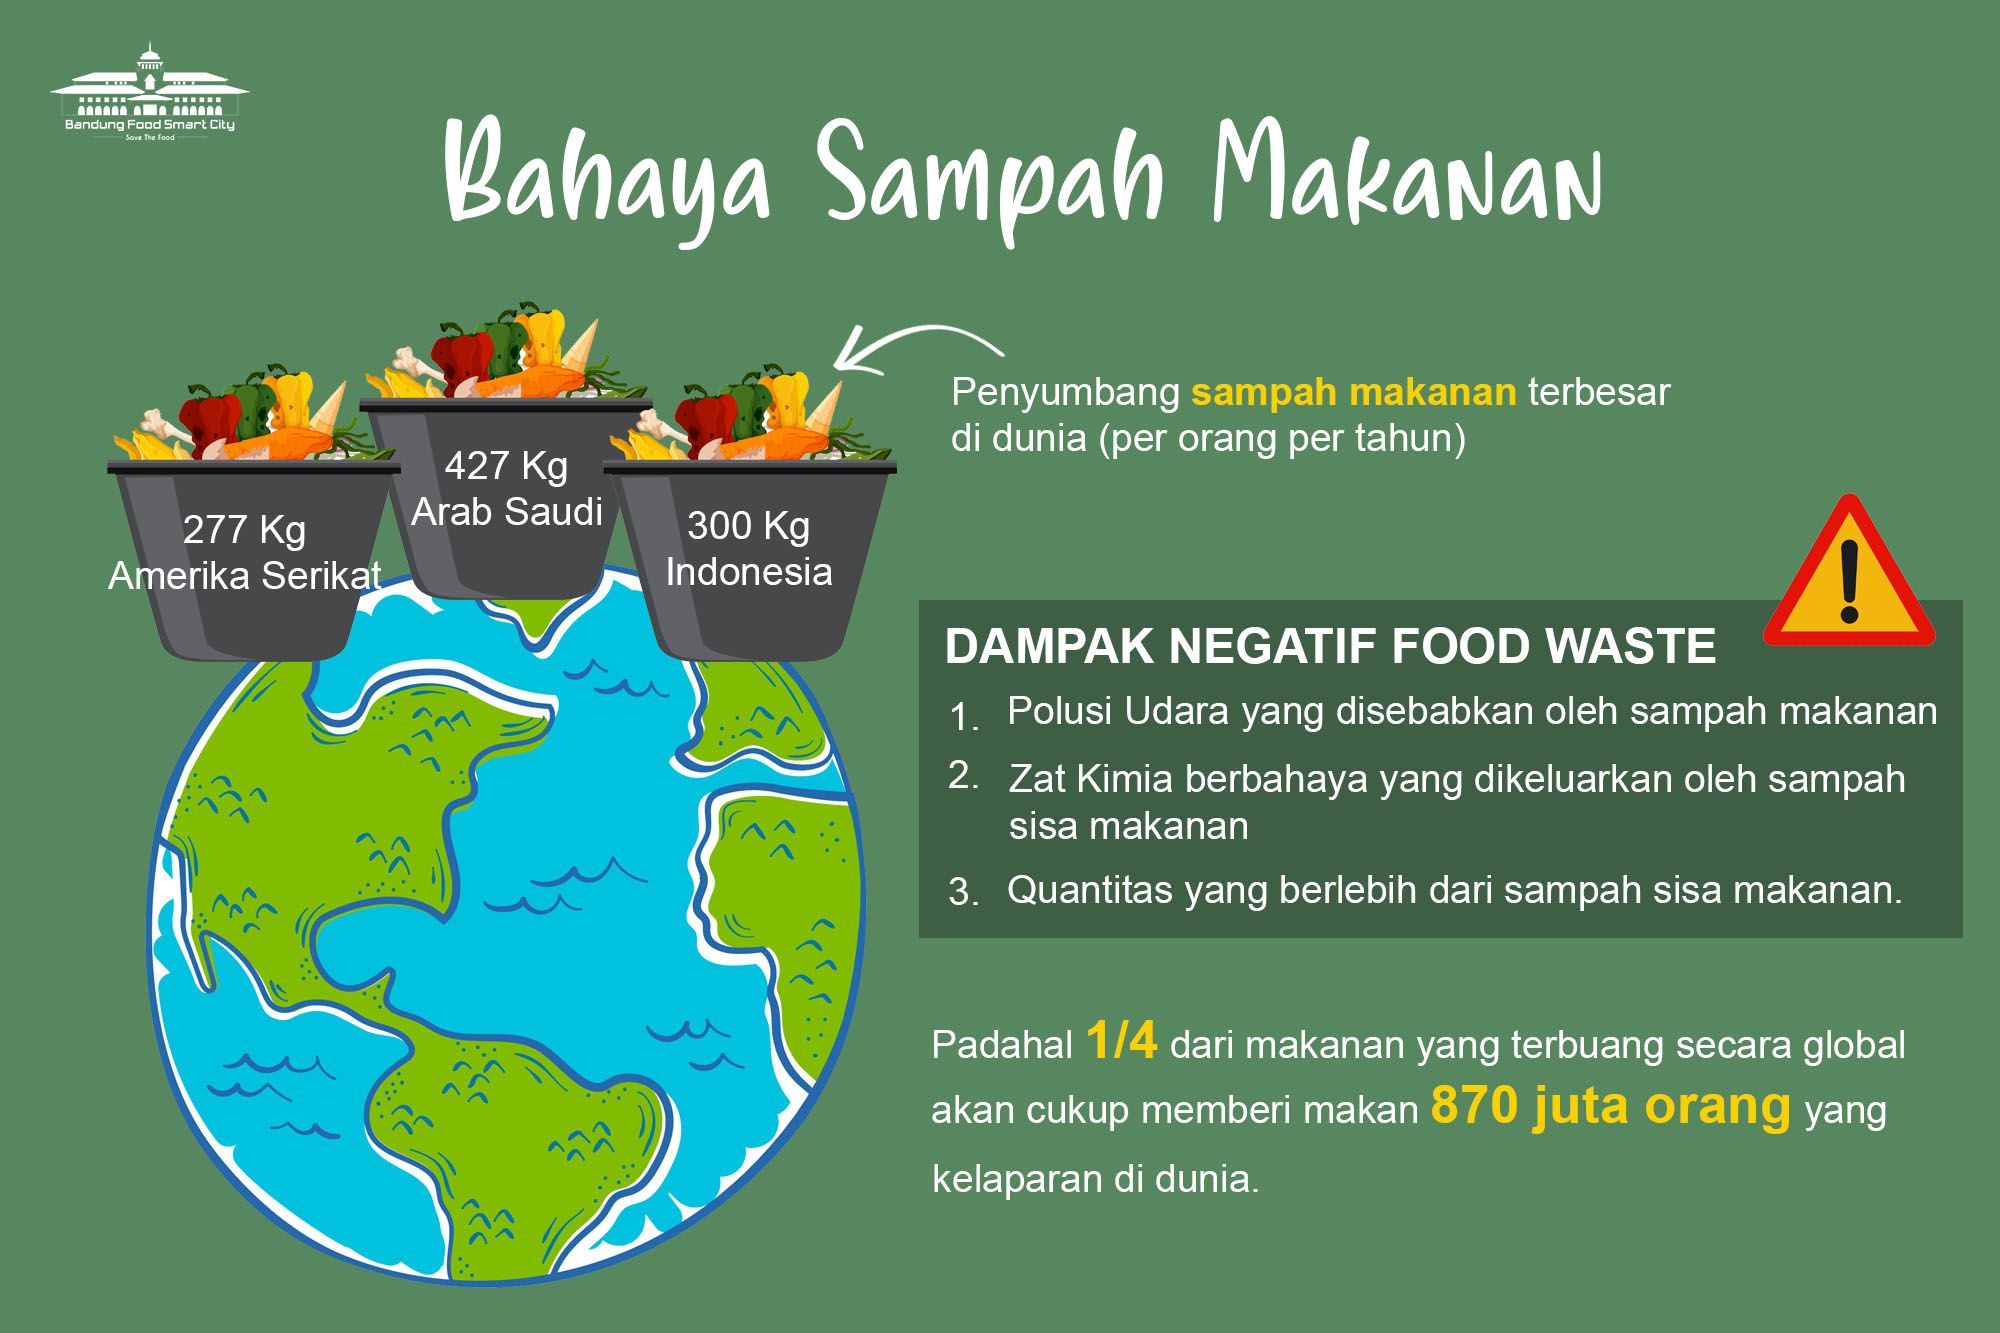 Bandung Food Smart City
Save The Food
Bahaya Sampah Makanan
427 Kg
Arab Saudi
277 Kg
Amerika Serikat
300 Kg
Indonesia
Penyumbang sampah makanan terbesar
di dunia (per orang per tahun)
DAMPAK NEGATIF FOOD WASTE
1. Polusi Udara yang disebabkan oleh sampah makanan
2. Zat Kimia berbahaya yang dikeluarkan oleh sampah
sisa makanan
3. Quantitas yang berlebih dari sampah sisa makanan.
Padahal 1/4 dari makanan yang terbuang secara global
akan cukup memberi makan 870 juta orang yang
kelaparan di dunia.